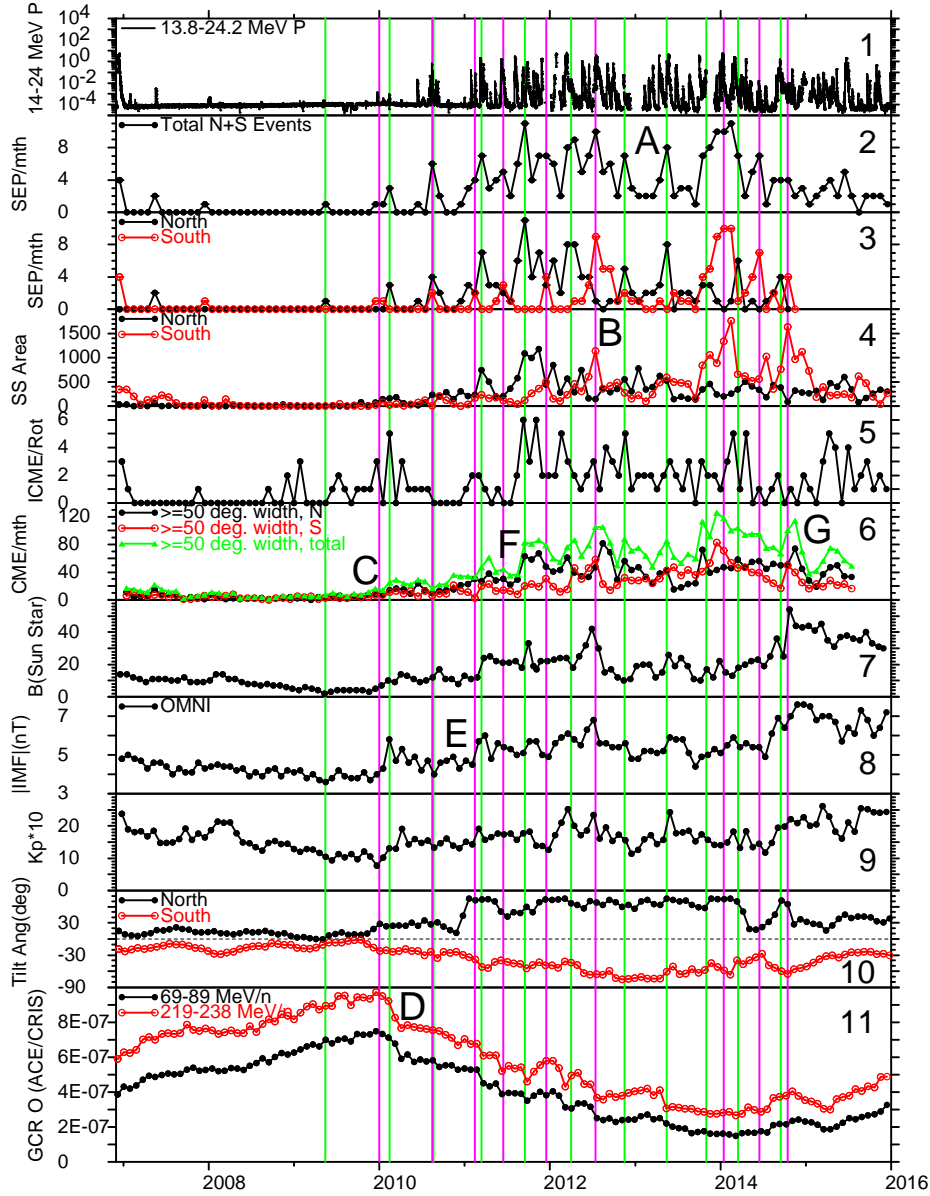 14-24 MeV P
10⁴
10²
10⁰
10⁻²
10⁻⁴
13.8-24.2 MeV P
1
SEP/mth
8
4
0
Total N+S Events
A
2
SEP/mth
8
4
0
North
South
3
SS Area
1500
1000
500
0
North
South
B
4
ICME/Rot
6
4
2
0
5
CME/mth
120
80
40
0
>=50 deg. width, N
>=50 deg. width, S
>=50 deg. width, total
C
F
G
6
B(Sun Star)
40
20
0
7
|IMF|(nT)
7
5
3
OMNI
E
8
Kp*10
20
10
0
9
Tilt Ang(deg)
30
-30
-90
North
South
10
GCR O (ACE/CRIS)
8E-07
6E-07
4E-07
2E-07
0
69-89 MeV/n
219-238 MeV/n
D
11
2008
2010
2012
2014
2016